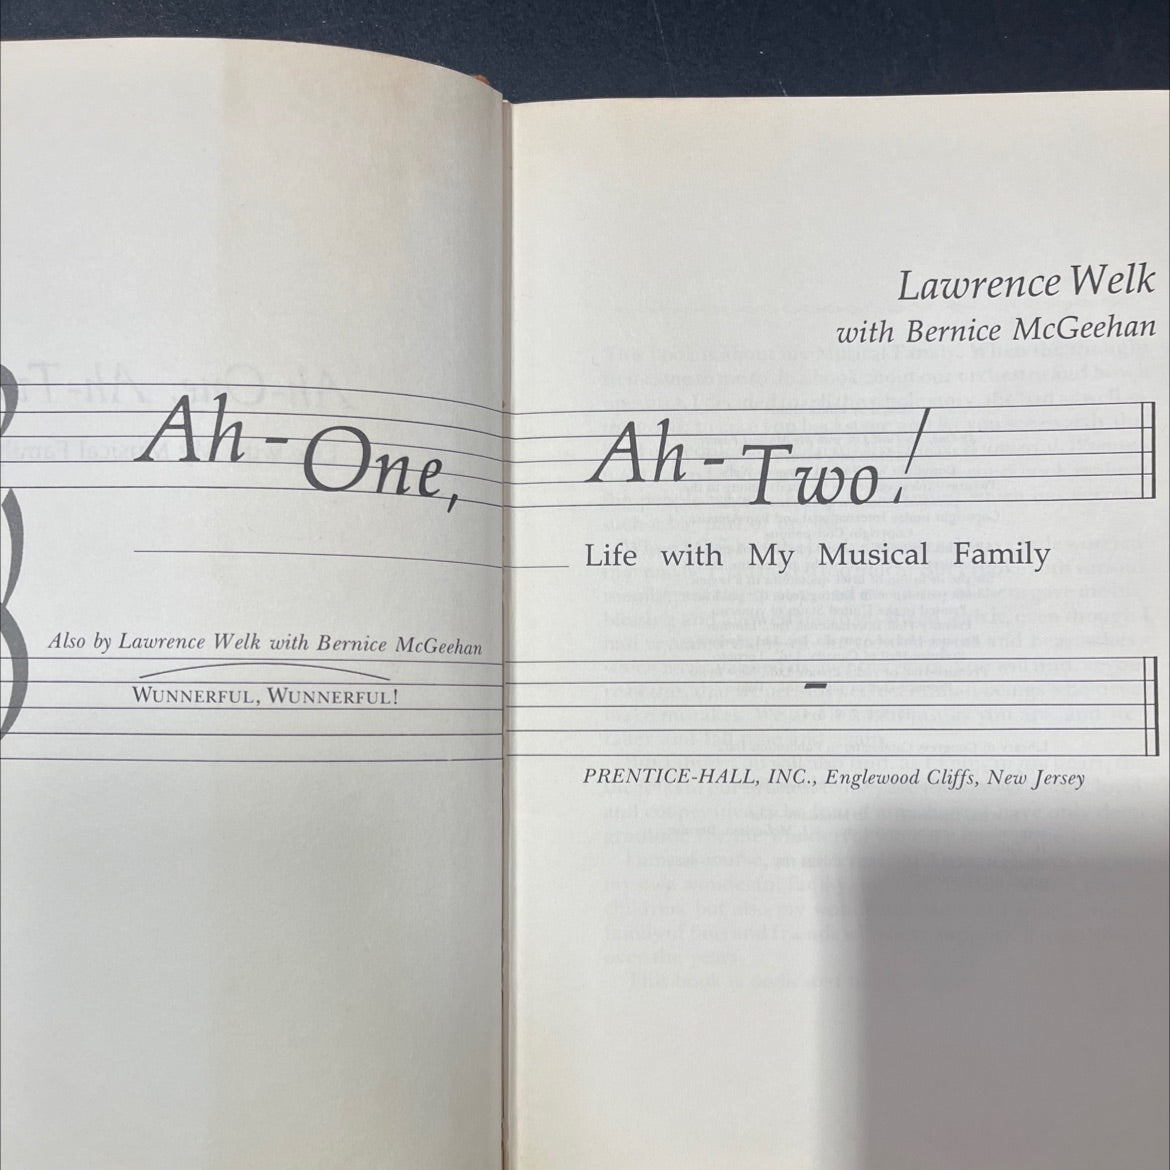 Lawrence Welk
with Bernice McGeehan
Ah-One, Ah-Two!
Life with My Musical Family
Also by Lawrence Welk with Bernice McGeehan
WUNNERFUL, WUNNERFUL!
PRENTICE-HALL, INC., Englewood Cliffs, New Jersey